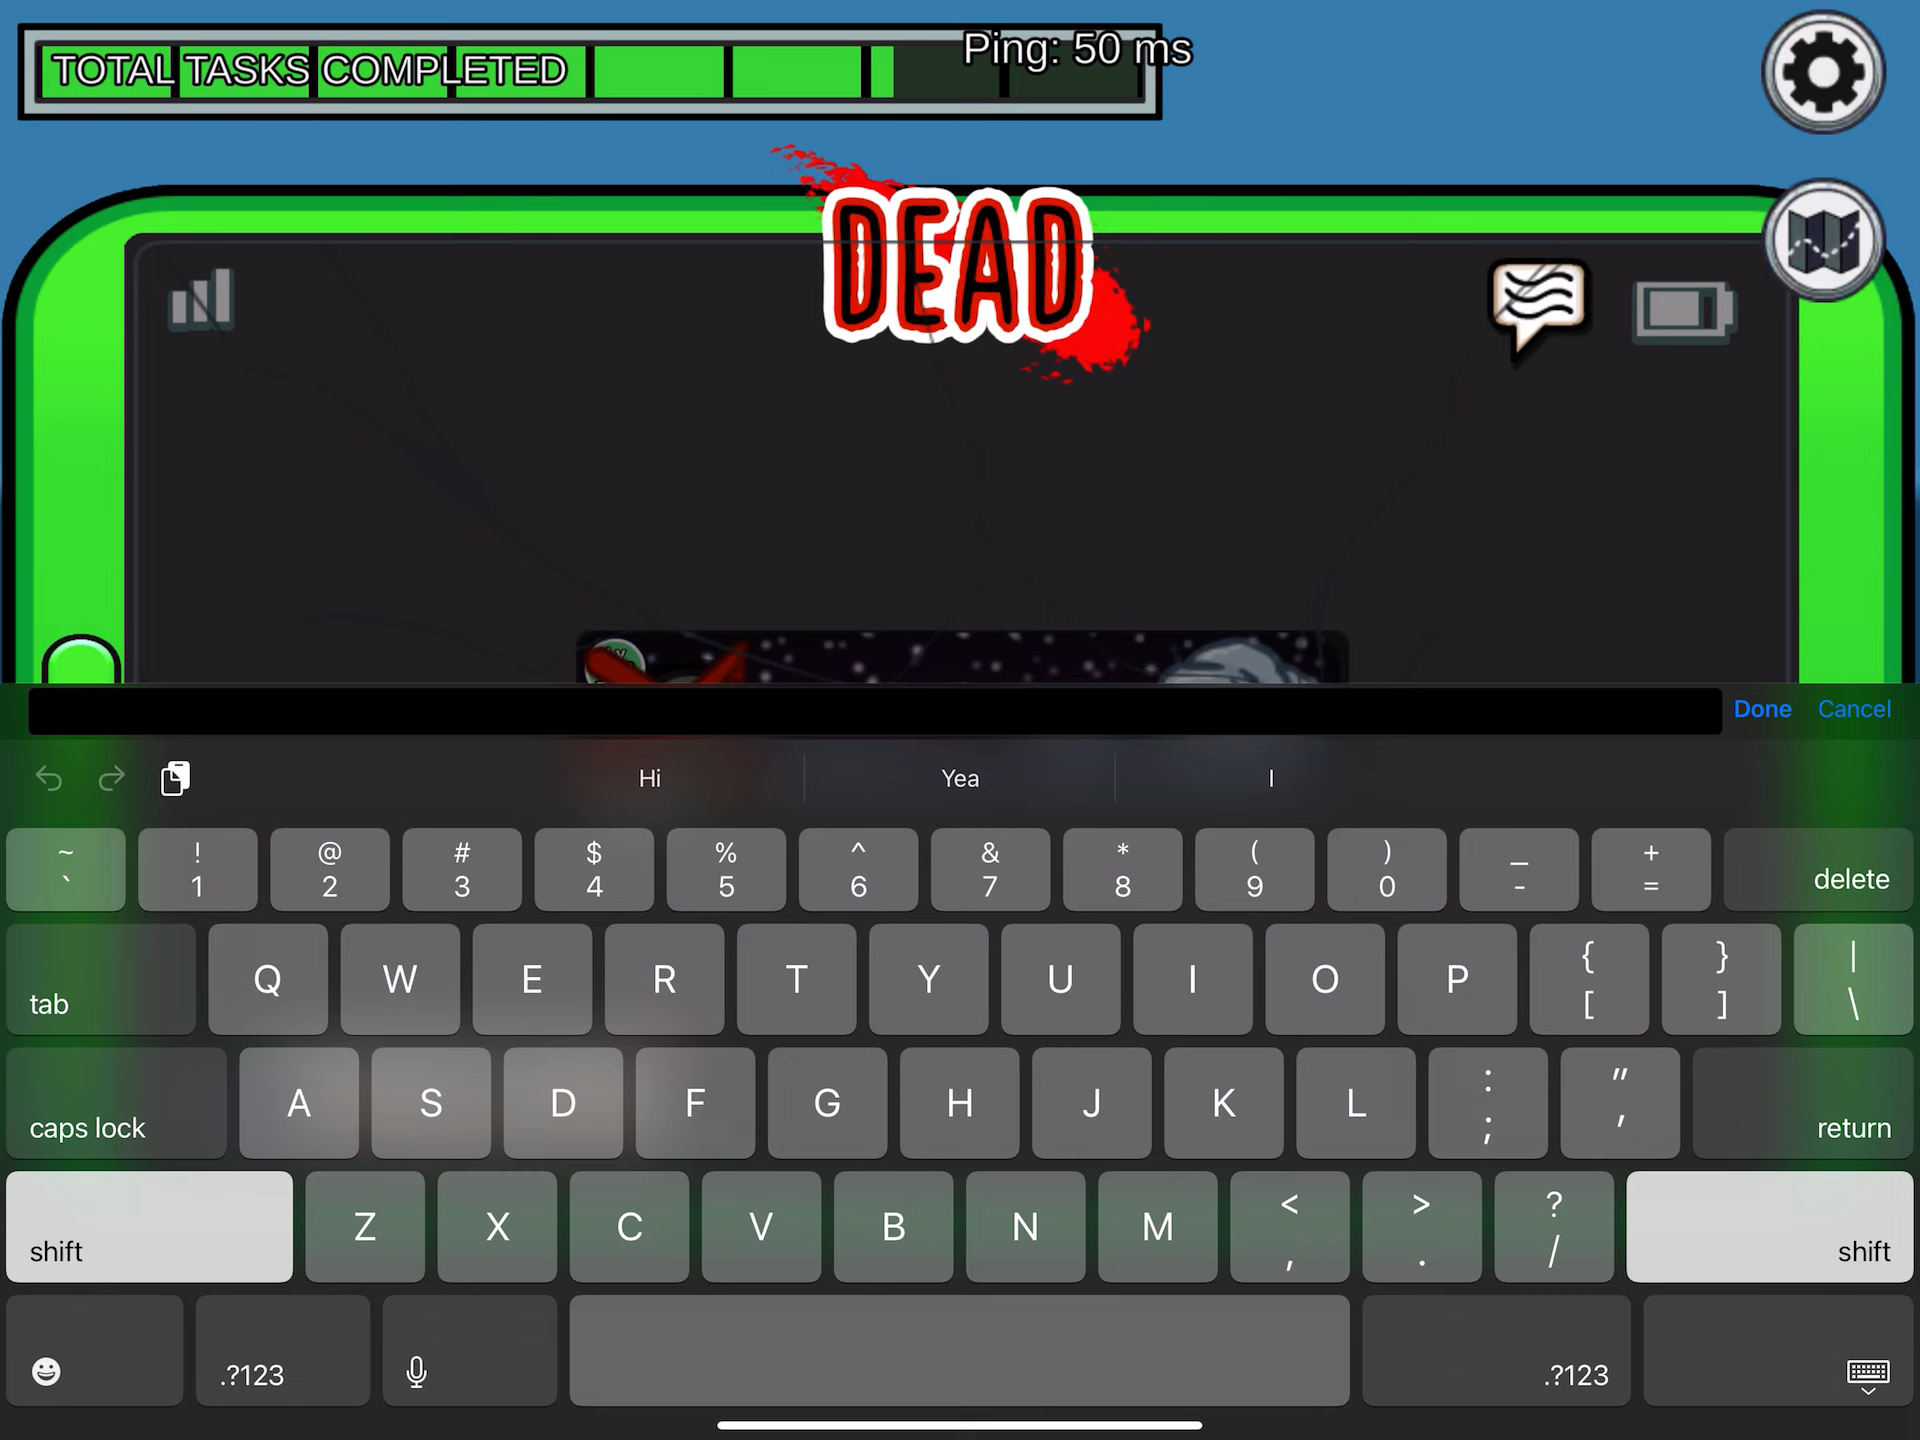 TOTAL TASKS COMPLETED
Ping: 50 ms
DEAD
Done Cancel
Hi Yea I
~ ! @ # $ % ^ & * ( ) _ +
` 1 2 3 4 5 6 7 8 9 0 - = delete
tab Q W E R T Y U I O P { [ } ] | \
caps lock A S D F G H J K L : ; " ' return
shift Z X C V B N M < , > . ? / shift
.?123 .?123